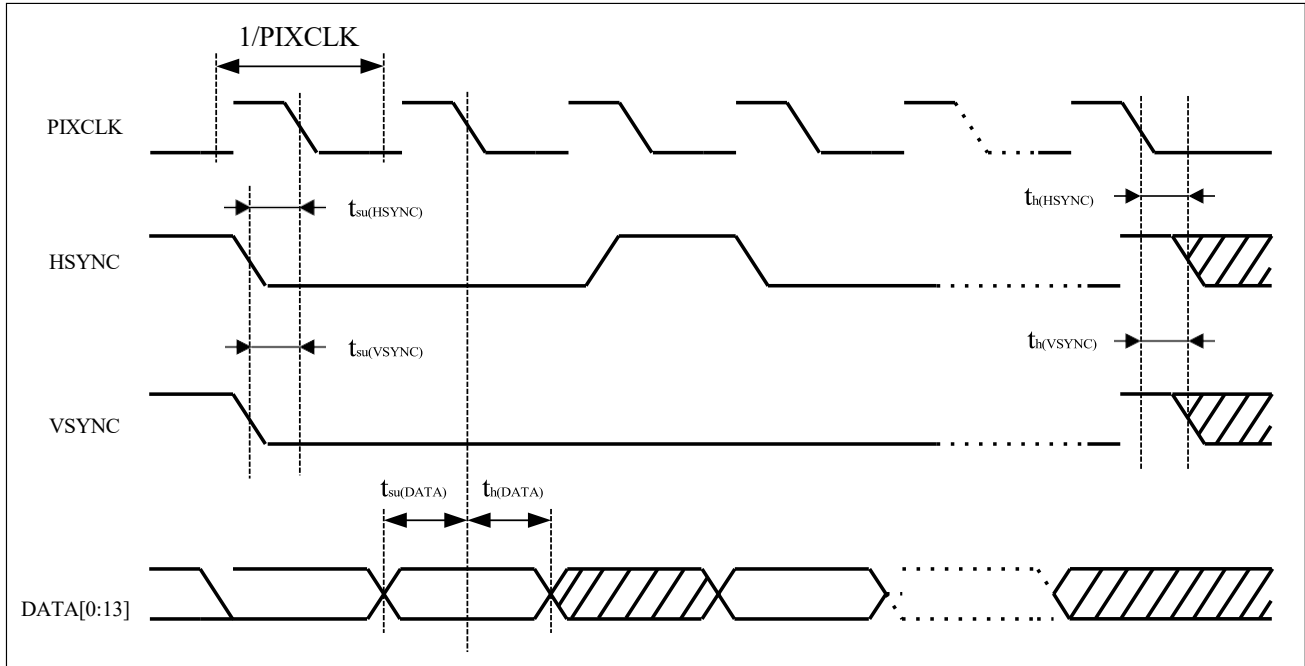 1/PIXCLK
PIXCLK
tsu(HSYNC)
th(HSYNC)
HSYNC
tsu(VSYNC)
th(VSYNC)
VSYNC
tsu(DATA) th(DATA)
DATA[0:13]